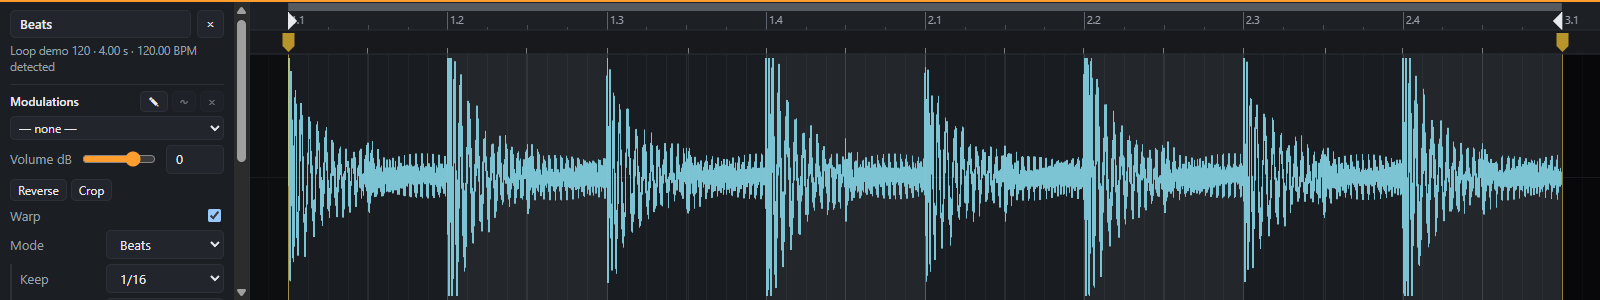 Beats ×
Loop demo 120 · 4.00 s · 120.00 BPM
detected
Modulations
— none —
Volume dB 0
Reverse Crop
Warp
Mode Beats
Keep 1/16
.1 1.2 1.3 1.4 2.1 2.2 2.3 2.4 3.1